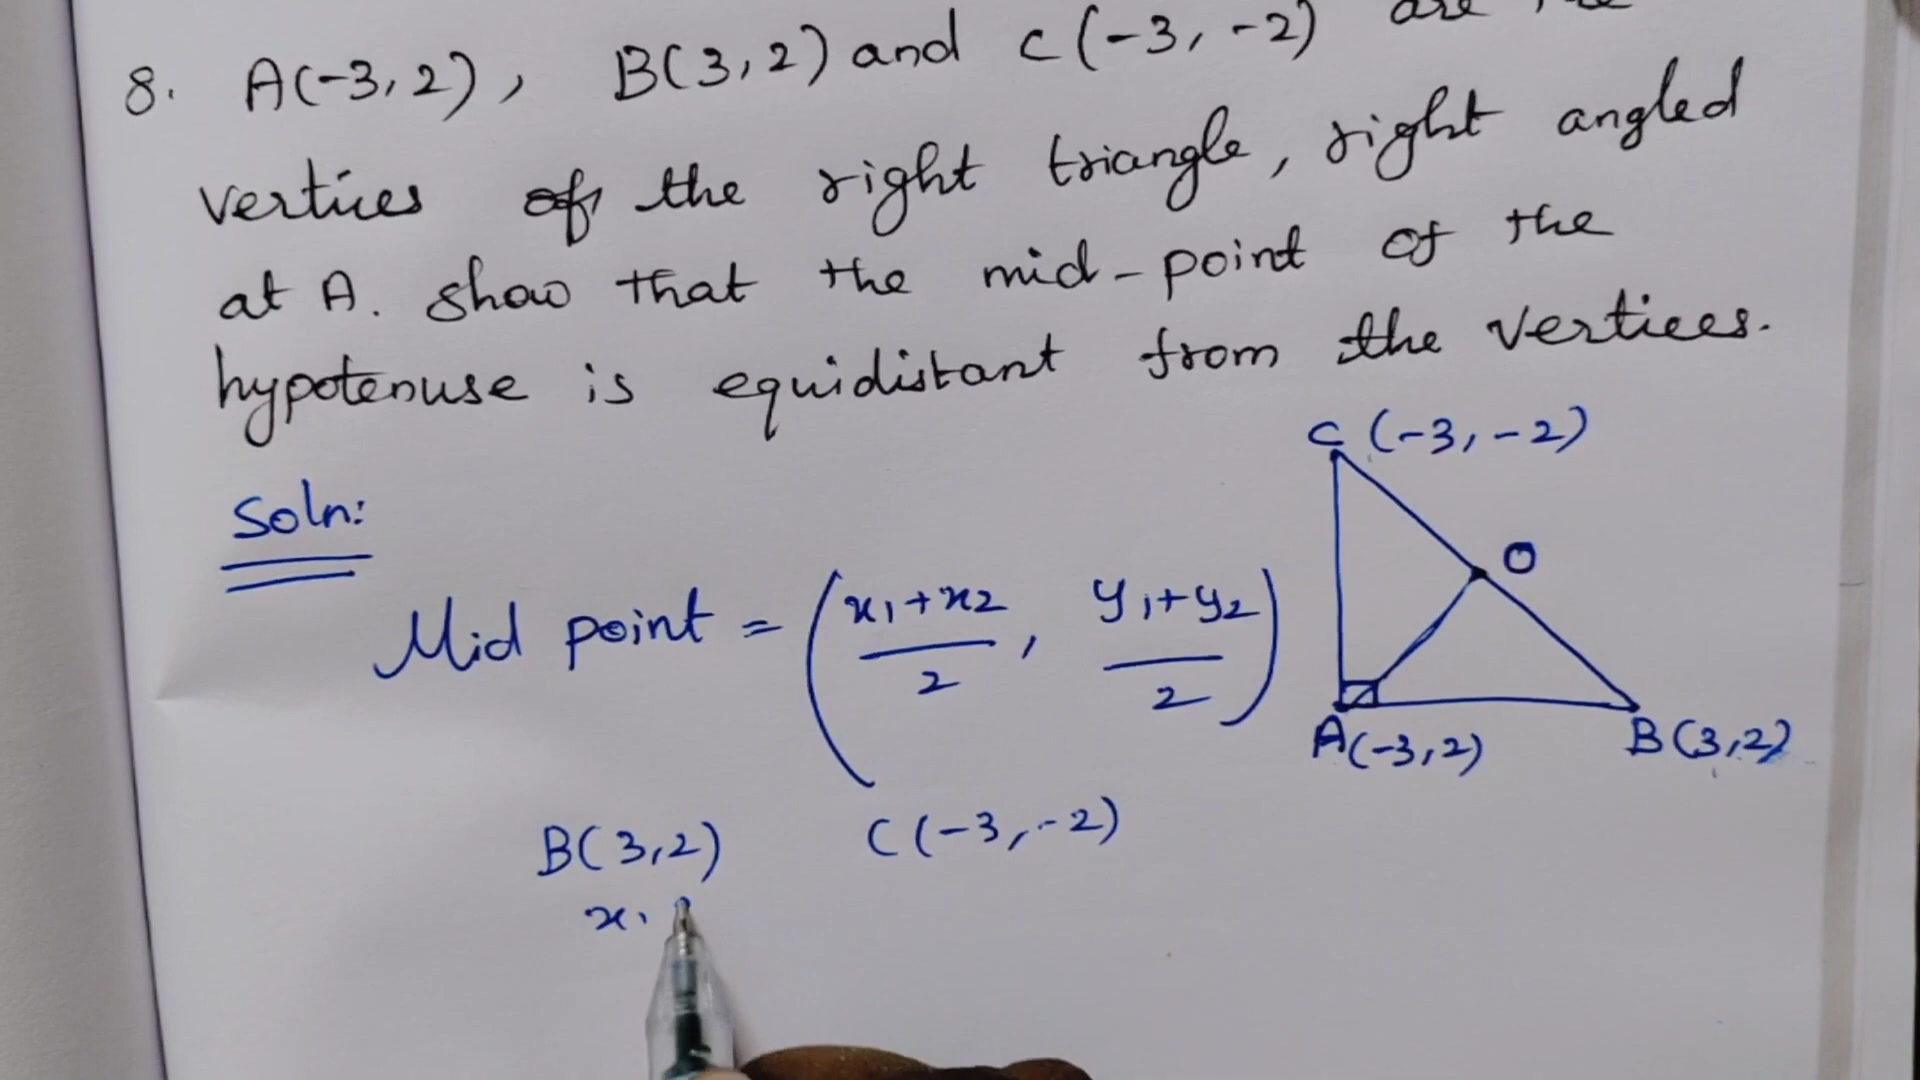 8. A(-3,2), B(3,2) and C(-3,-2) are
vertices of the right triangle, right angled
at A. show that the mid-point of the
hypotenuse is equidistant from the vertices.
Soln:
C (-3,-2)
O
Mid point = (x1+x2/2, y1+y2/2)
A(-3,2) B(3,2)
B(3,2) C(-3,-2)
x1